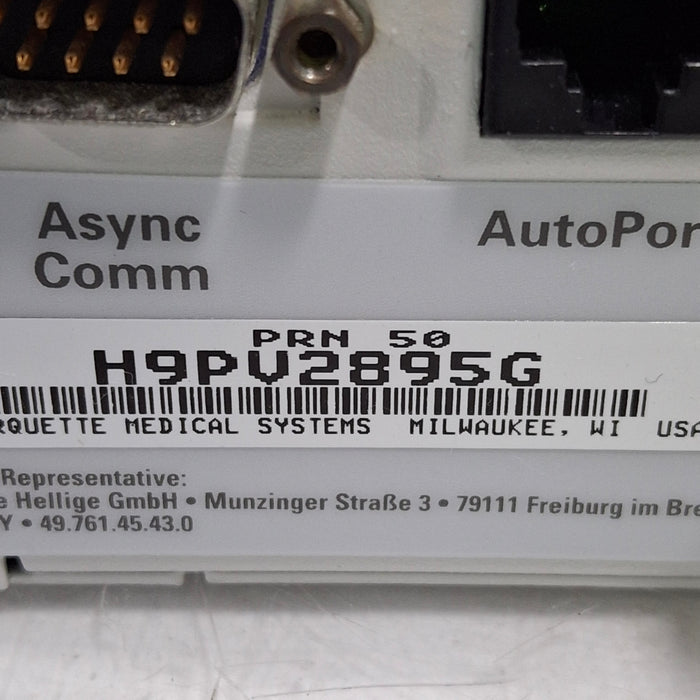 Async
Comm
AutoPor
PRN 50
H9PV2895G
RQUETTE MEDICAL SYSTEMS MILWAUKEE, WI USA
Representative:
e Hellige GmbH • Munzinger Straße 3 • 79111 Freiburg im Bre
Y • 49.761.45.43.0